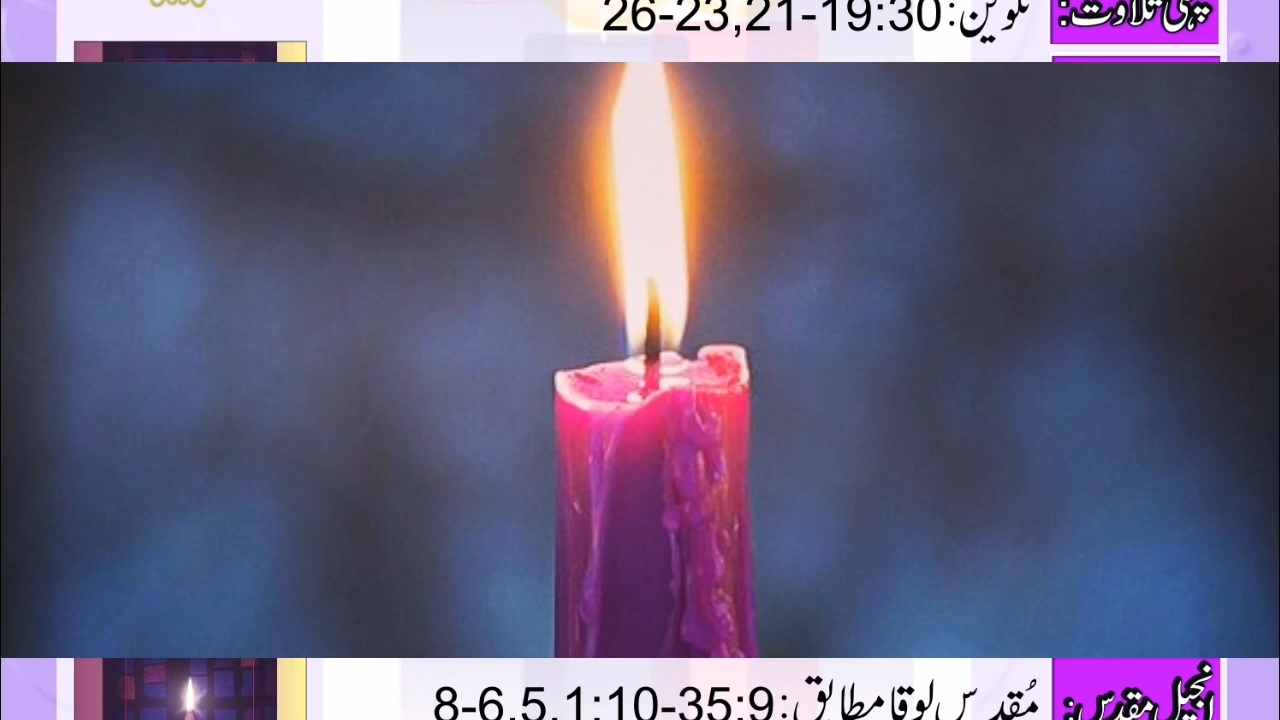 پہلی تلاوت: تکوین: 26-23,21-19:30
انجیلِ مقدس: مُقدس لوقا مطابق: 8-6,5,1:10-35:9